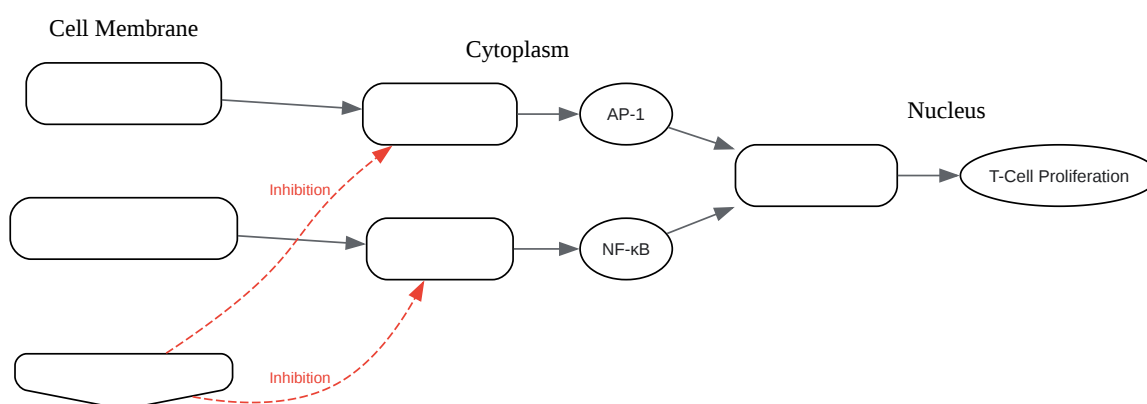 Cell Membrane
Cytoplasm
Nucleus
AP-1
T-Cell Proliferation
Inhibition
NF-κB
Inhibition